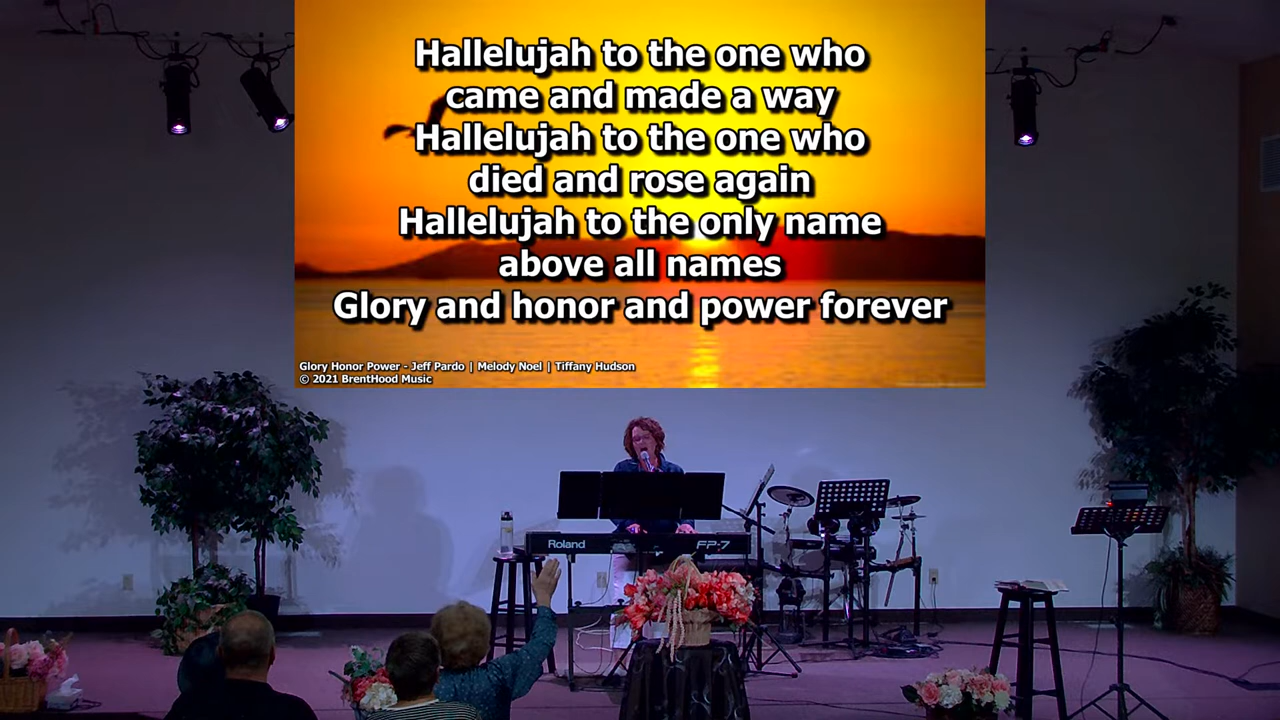 Hallelujah to the one who
came and made a way
Hallelujah to the one who
died and rose again
Hallelujah to the only name
above all names
Glory and honor and power forever
Glory Honor Power - Jeff Pardo | Melody Noel | Tiffany Hudson
© 2021 BrentHood Music
Roland
FP-7